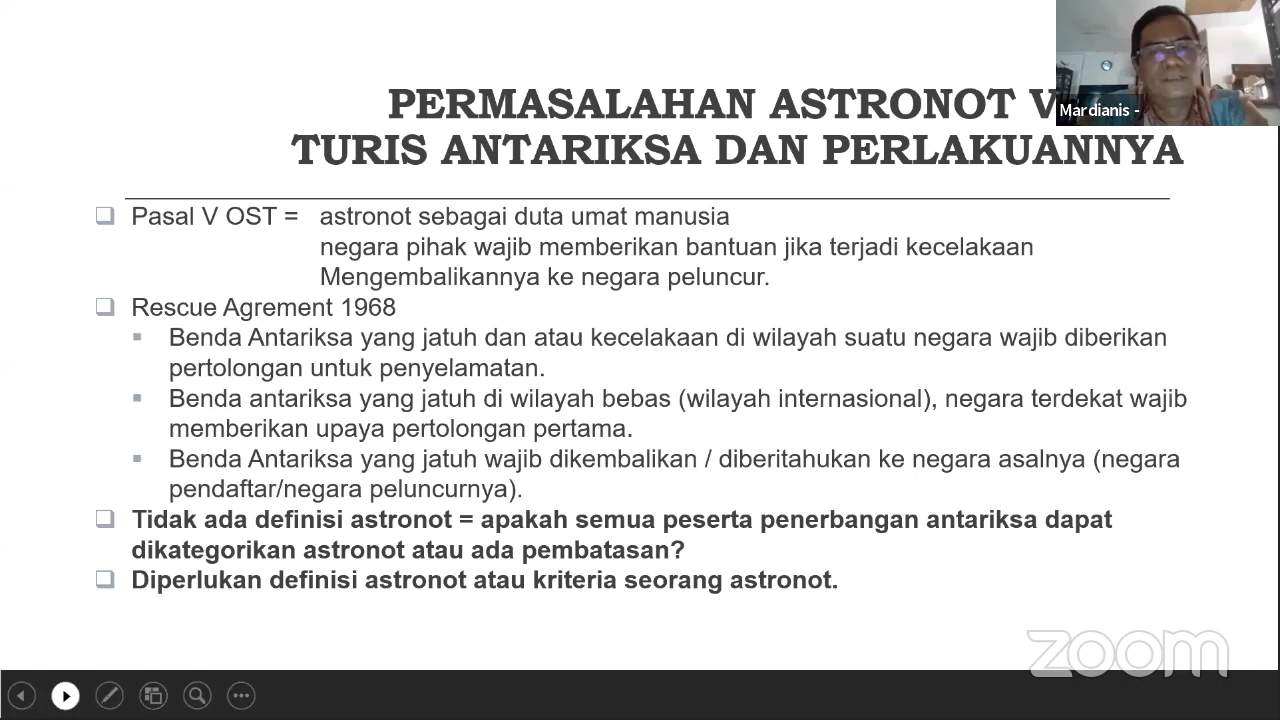 PERMASALAHAN ASTRONOT V
Mardianis -
TURIS ANTARIKSA DAN PERLAKUANNYA
Pasal V OST = astronot sebagai duta umat manusia
negara pihak wajib memberikan bantuan jika terjadi kecelakaan
Mengembalikannya ke negara peluncur.
Rescue Agrement 1968
Benda Antariksa yang jatuh dan atau kecelakaan di wilayah suatu negara wajib diberikan
pertolongan untuk penyelamatan.
Benda antariksa yang jatuh di wilayah bebas (wilayah internasional), negara terdekat wajib
memberikan upaya pertolongan pertama.
Benda Antariksa yang jatuh wajib dikembalikan / diberitahukan ke negara asalnya (negara
pendaftar/negara peluncurnya).
Tidak ada definisi astronot = apakah semua peserta penerbangan antariksa dapat
dikategorikan astronot atau ada pembatasan?
Diperlukan definisi astronot atau kriteria seorang astronot.
zoom